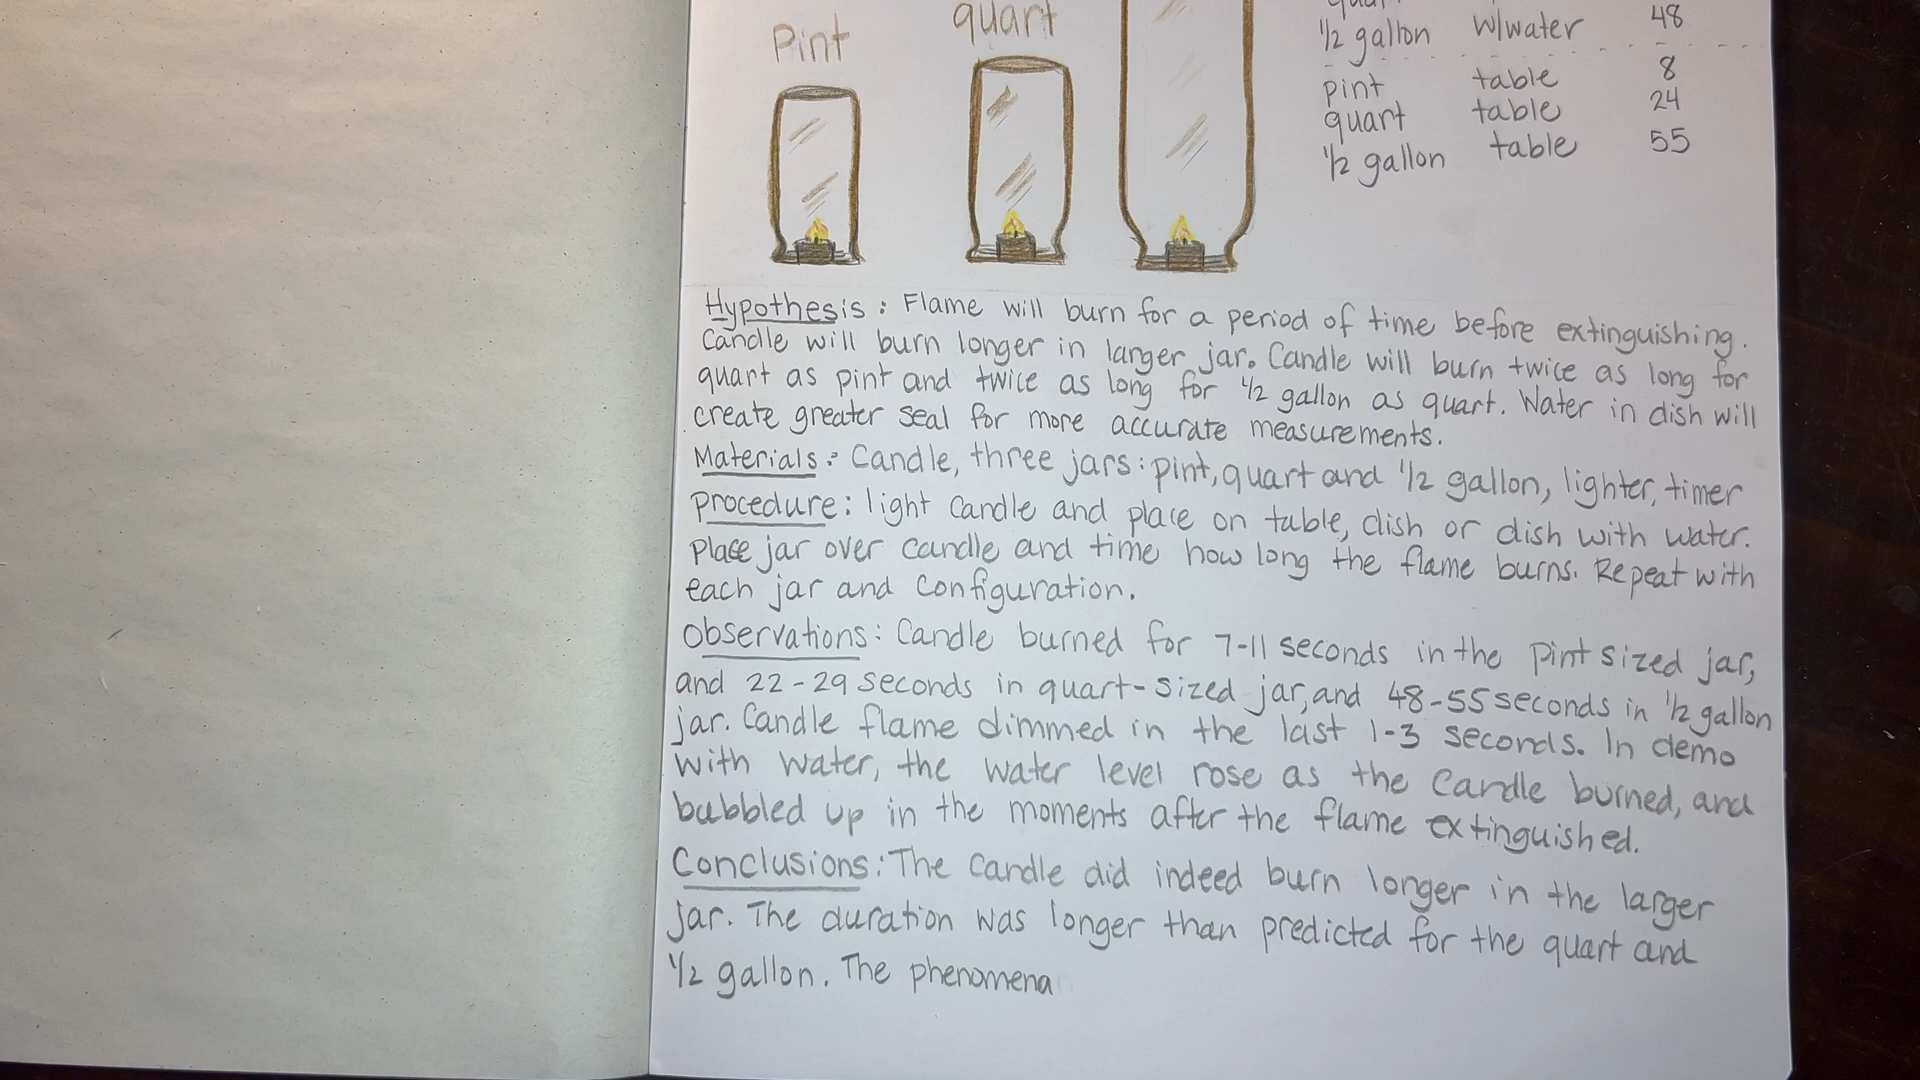 Pint
quart
1/2 gallon w/water 48
pint table 8
quart table 24
1/2 gallon table 55
Hypothesis: Flame will burn for a period of time before extinguishing.
Candle will burn longer in larger jar. Candle will burn twice as long for
quart as pint and twice as long for 1/2 gallon as quart. Water in dish will
create greater seal for more accurate measurements.
Materials: Candle, three jars: pint, quart and 1/2 gallon, lighter, timer
Procedure: light candle and place on table, dish or dish with water.
Place jar over candle and time how long the flame burns. Repeat with
each jar and configuration.
Observations: Candle burned for 7-11 seconds in the pint sized jar,
and 22-29 seconds in quart-sized jar, and 48-55 seconds in 1/2 gallon
jar. Candle flame dimmed in the last 1-3 seconds. In demo
with water, the water level rose as the candle burned, and
bubbled up in the moments after the flame extinguished.
Conclusions: The candle did indeed burn longer in the larger
jar. The duration was longer than predicted for the quart and
1/2 gallon. The phenomena